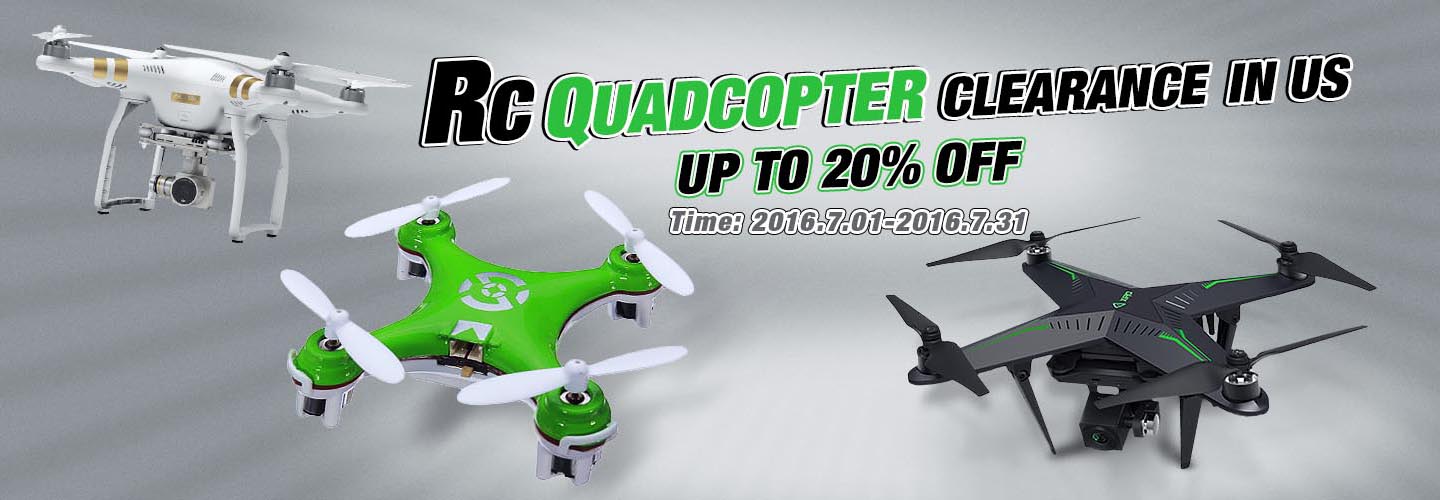 RC QUADCOPTER CLEARANCE IN US
UP TO 20% OFF
Time: 2016.7.01-2016.7.31